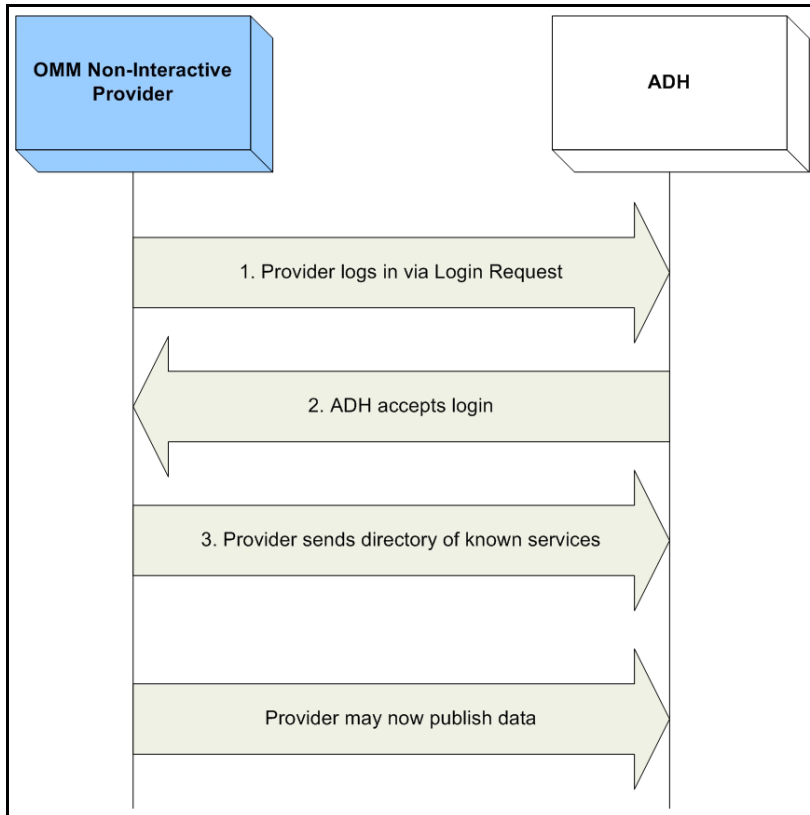 OMM Non-Interactive
Provider
ADH
1. Provider logs in via Login Request
2. ADH accepts login
3. Provider sends directory of known services
Provider may now publish data